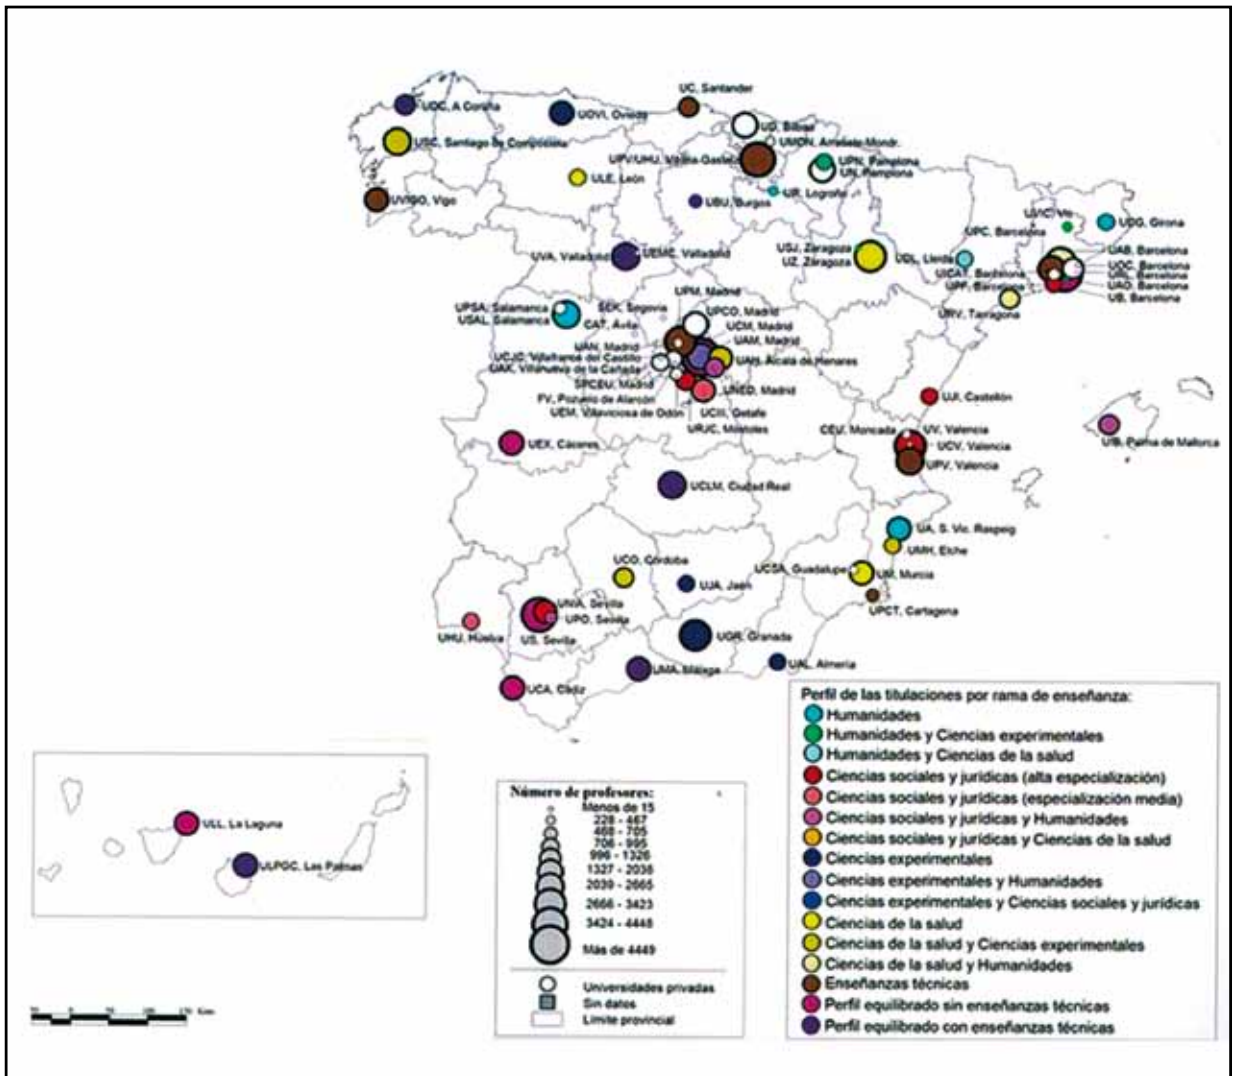 UC, Santander
UDC, A Coruña
UOVI, Oviedo
UD, Bilbao
USC, Santiago de Compostela
UMON, Arrasate-Mondr.
UPV/UHU, Vitoria-Gasteiz
UPN, Pamplona
UN, Pamplona
ULE, León
UR, Logroño
UVIGO, Vigo
UBU, Burgos
UVIC, Vic
UDG, Girona
UPC, Barcelona
USJ, Zaragoza
UAB, Barcelona
UVA, Valladolid
UEMC, Valladolid
UZ, Zaragoza
UDL, Lleida
UOC, Barcelona
UICAT, Barcelona
URL, Barcelona
UPF, Barcelona
UAO, Barcelona
UPM, Madrid
UB, Barcelona
UPSA, Salamanca
SEK, Segovia
UPCO, Madrid
URV, Tarragona
USAL, Salamanca
CAT, Ávila
UCM, Madrid
UAN, Madrid
UAM, Madrid
UCJC, Villafranca del Castillo
UAH, Alcalá de Henares
UAX, Villanueva de la Cañada
SPCEU, Madrid
UNED, Madrid
FV, Pozuelo de Alarcón
UJI, Castellón
UEM, Villaviciosa de Odón
UCIII, Getafe
URJC, Móstoles
CEU, Moncada
UV, Valencia
UEX, Cáceres
UCV, Valencia
UIB, Palma de Mallorca
UPV, Valencia
UCLM, Ciudad Real
UA, S. Vic. Raspeig
UMH, Elche
UCO, Córdoba
UCSA, Guadalupe
UM, Murcia
UJA, Jaén
UNIA, Sevilla
UPCT, Cartagena
UPO, Sevilla
UHU, Huelva
US, Sevilla
UGR, Granada
UMA, Málaga
UAL, Almería
UCA, Cádiz
ULL, La Laguna
ULPGC, Las Palmas
Número de profesores:
Menos de 15
228 - 467
468 - 705
706 - 995
996 - 1326
1327 - 2038
2039 - 2665
2666 - 3423
3424 - 4448
Más de 4449
Universidades privadas
Sin datos
Límite provincial
Perfil de las titulaciones por rama de enseñanza:
Humanidades
Humanidades y Ciencias experimentales
Humanidades y Ciencias de la salud
Ciencias sociales y jurídicas (alta especialización)
Ciencias sociales y jurídicas (especialización media)
Ciencias sociales y jurídicas y Humanidades
Ciencias sociales y jurídicas y Ciencias de la salud
Ciencias experimentales
Ciencias experimentales y Humanidades
Ciencias experimentales y Ciencias sociales y jurídicas
Ciencias de la salud
Ciencias de la salud y Ciencias experimentales
Ciencias de la salud y Humanidades
Enseñanzas técnicas
Perfil equilibrado sin enseñanzas técnicas
Perfil equilibrado con enseñanzas técnicas
50 0 50 100 150 Km